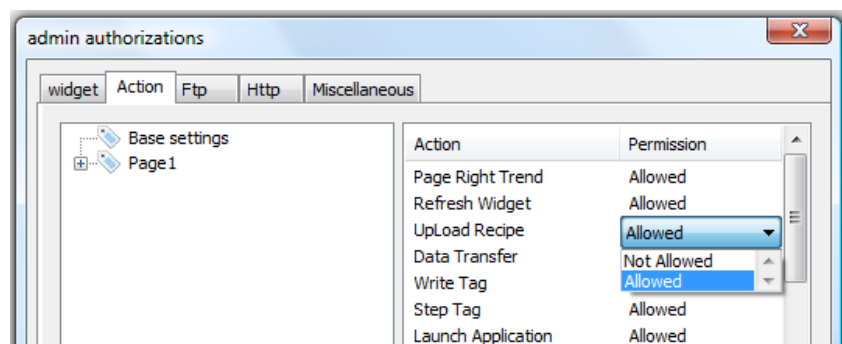 admin authorizations
widget Action Ftp Http Miscellaneous
Base settings
Page1
Action Permission
Page Right Trend Allowed
Refresh Widget Allowed
UpLoad Recipe Allowed
Data Transfer Not Allowed
Write Tag Allowed
Step Tag Allowed
Launch Application Allowed